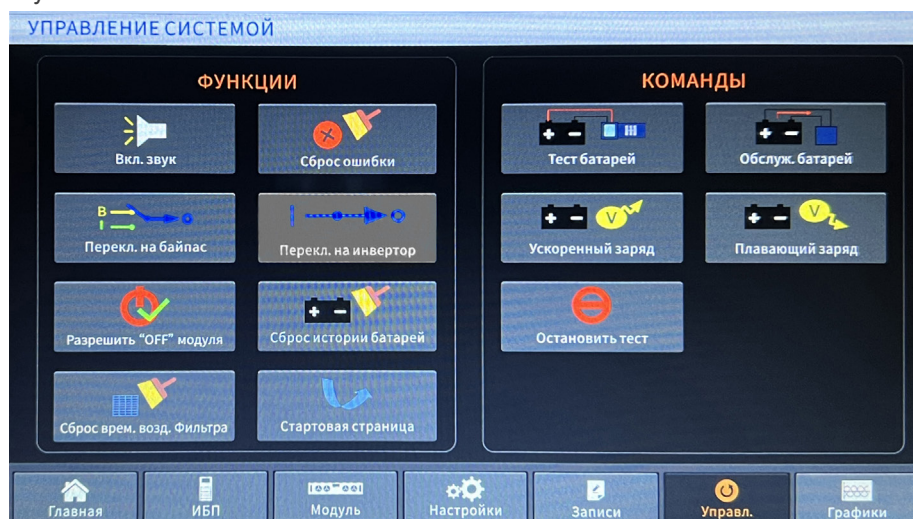 УПРАВЛЕНИЕ СИСТЕМОЙ
ФУНКЦИИ
Вкл. звук
Сброс ошибки
B
I
Перекл. на байпас
Перекл. на инвертор
Разрешить "OFF" модуля
Сброс истории батарей
Сброс врем. возд. Фильтра
Стартовая страница
КОМАНДЫ
Тест батарей
Обслуж. батарей
V
Ускоренный заряд
V
Плавающий заряд
Остановить тест
Главная
ИБП
Модуль
Настройки
Записи
Управл.
Графики